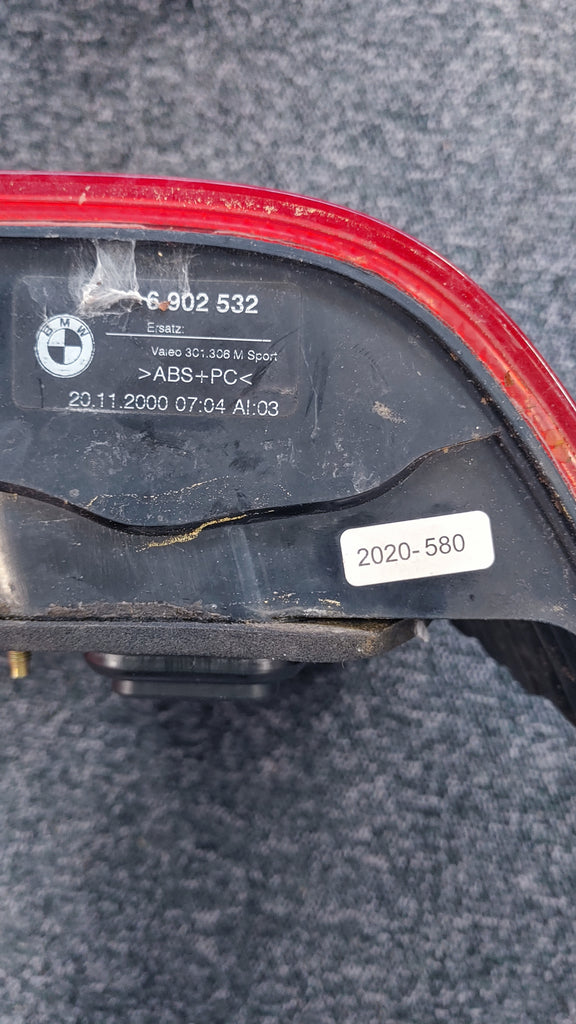 6 902 532
Ersatz:
BMW
Valeo 301.306 M Sport
>ABS+PC<
20.11.2000 07:04 AI:03
2020-580